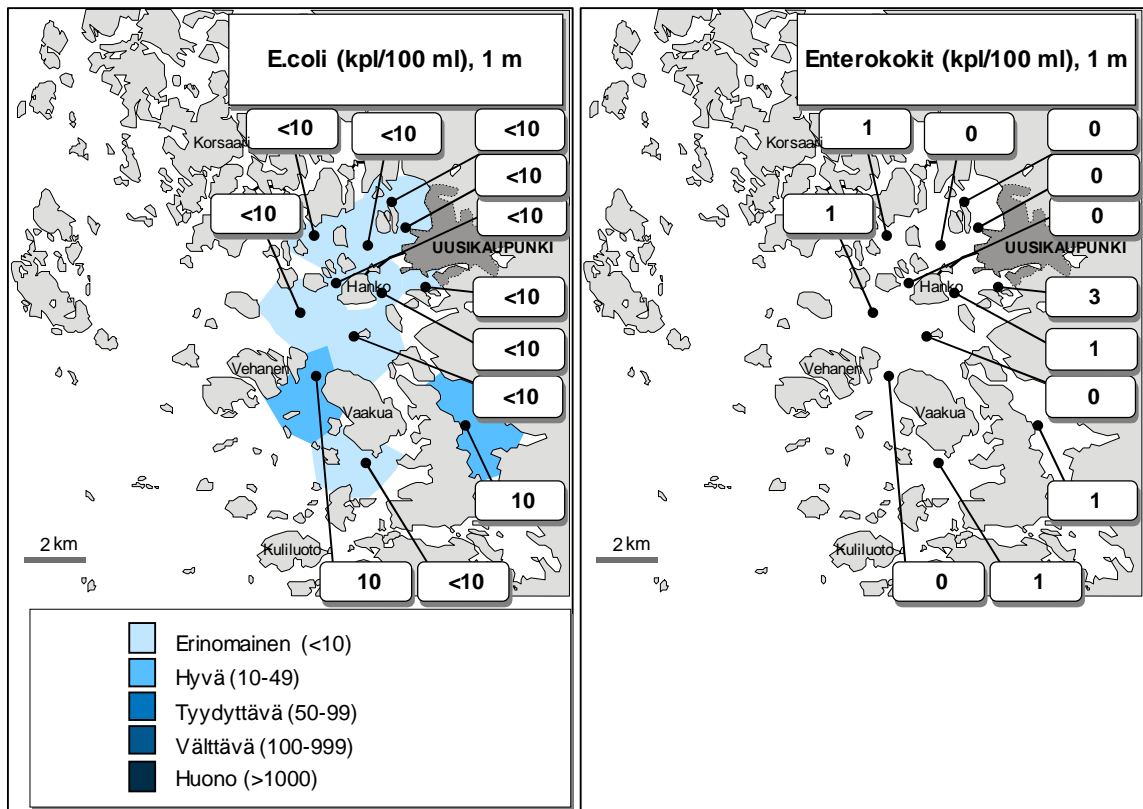 E.coli (kpl/100 ml), 1 m
<10
<10
<10
Korsaari
<10
<10
<10
UUSIKAUPUNKI
Hanko
<10
<10
Vehanen
<10
Vaakua
10
2 km
Kuliluoto
10
<10
Erinomainen (<10)
Hyvä (10-49)
Tyydyttävä (50-99)
Välttävä (100-999)
Huono (>1000)
Enterokokit (kpl/100 ml), 1 m
1
0
0
Korsaari
0
1
0
UUSIKAUPUNKI
Hanko
3
1
Vehanen
0
Vaakua
1
2 km
Kuliluoto
0
1